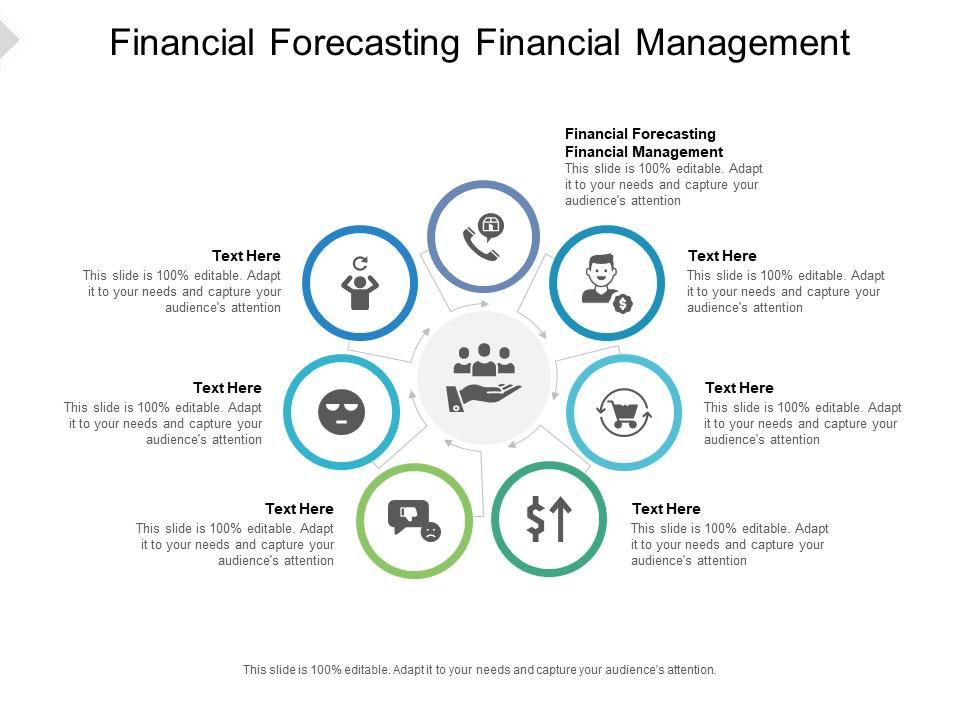 Financial Forecasting Financial Management
Financial Forecasting
Financial Management
This slide is 100% editable. Adapt
it to your needs and capture your
audience's attention
Text Here
This slide is 100% editable. Adapt
it to your needs and capture your
audience's attention
Text Here
This slide is 100% editable. Adapt
it to your needs and capture your
audience's attention
Text Here
This slide is 100% editable. Adapt
it to your needs and capture your
audience's attention
Text Here
This slide is 100% editable. Adapt
it to your needs and capture your
audience's attention
Text Here
This slide is 100% editable. Adapt
it to your needs and capture your
audience's attention
Text Here
This slide is 100% editable. Adapt
it to your needs and capture your
audience's attention
This slide is 100% editable. Adapt it to your needs and capture your audience's attention.